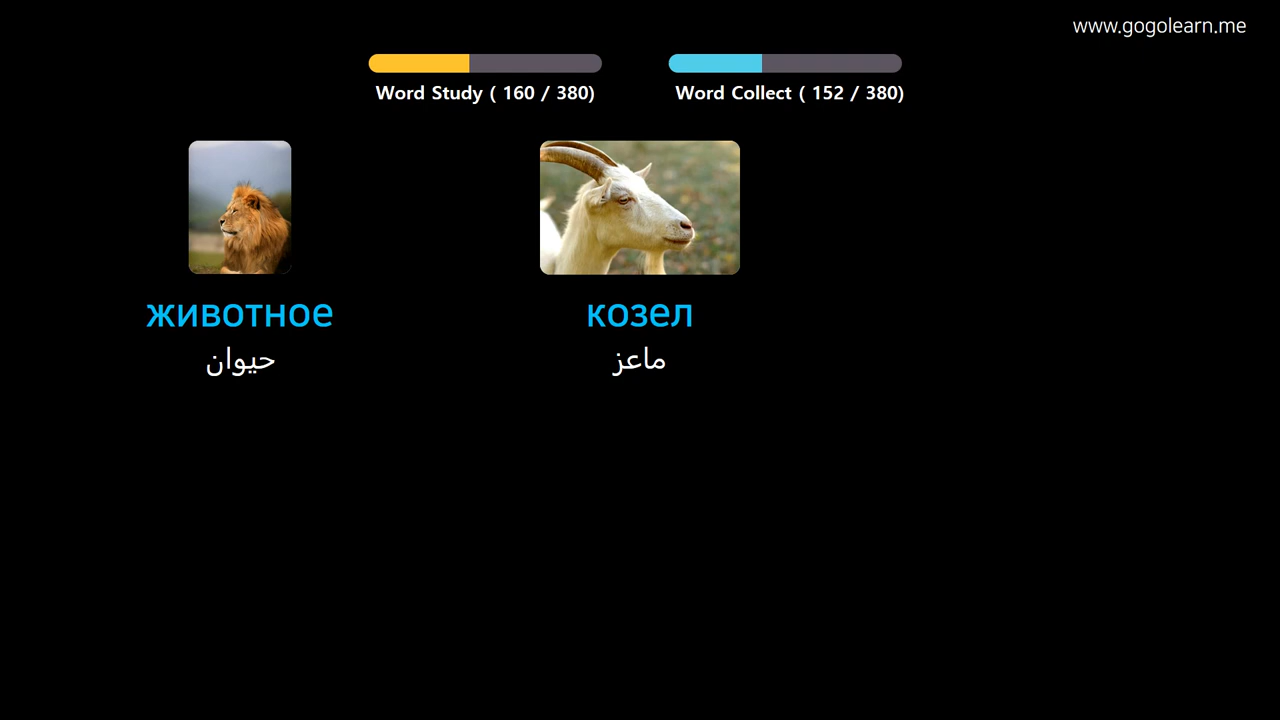 www.gogolearn.me
Word Study ( 160 / 380)
Word Collect ( 152 / 380)
животное
حيوان
козел
ماعز